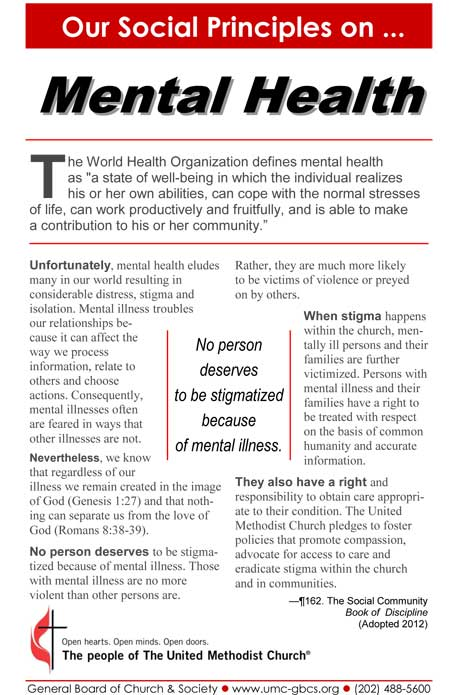 Our Social Principles on ...
Mental Health
The World Health Organization defines mental health
as "a state of well-being in which the individual realizes
his or her own abilities, can cope with the normal stresses
of life, can work productively and fruitfully, and is able to make
a contribution to his or her community.”
Unfortunately, mental health eludes
many in our world resulting in
considerable distress, stigma and
isolation. Mental illness troubles
our relationships be-
cause it can affect the
way we process
information, relate to
others and choose
actions. Consequently,
mental illnesses often
are feared in ways that
other illnesses are not.
Nevertheless, we know
that regardless of our
illness we remain created in the image
of God (Genesis 1:27) and that noth-
ing can separate us from the love of
God (Romans 8:38-39).
No person deserves to be stigma-
tized because of mental illness. Those
with mental illness are no more
violent than other persons are.
No person
deserves
to be stigmatized
because
of mental illness.
Rather, they are much more likely
to be victims of violence or preyed
on by others.
When stigma happens
within the church, men-
tally ill persons and their
families are further
victimized. Persons with
mental illness and their
families have a right to
be treated with respect
on the basis of common
humanity and accurate
information.
They also have a right and
responsibility to obtain care appropri-
ate to their condition. The United
Methodist Church pledges to foster
policies that promote compassion,
advocate for access to care and
eradicate stigma within the church
and in communities.
—¶162. The Social Community
Book of Discipline
(Adopted 2012)
Open hearts. Open minds. Open doors.
The people of The United Methodist Church®
General Board of Church & Society ● www.umc-gbcs.org ● (202) 488-5600